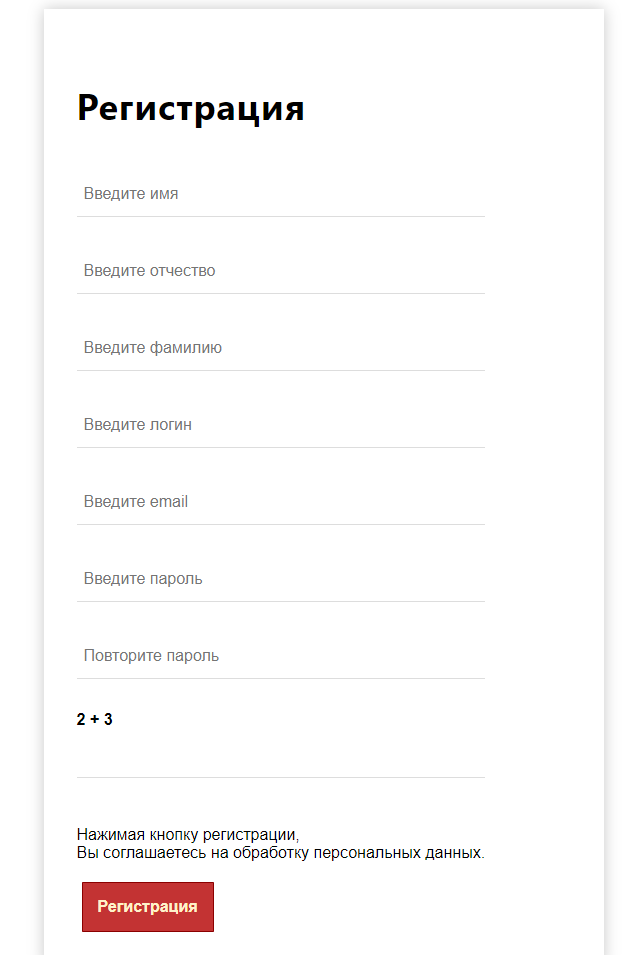 Регистрация
Введите имя
Введите отчество
Введите фамилию
Введите логин
Введите email
Введите пароль
Повторите пароль
2 + 3
Нажимая кнопку регистрации,
Вы соглашаетесь на обработку персональных данных.
Регистрация